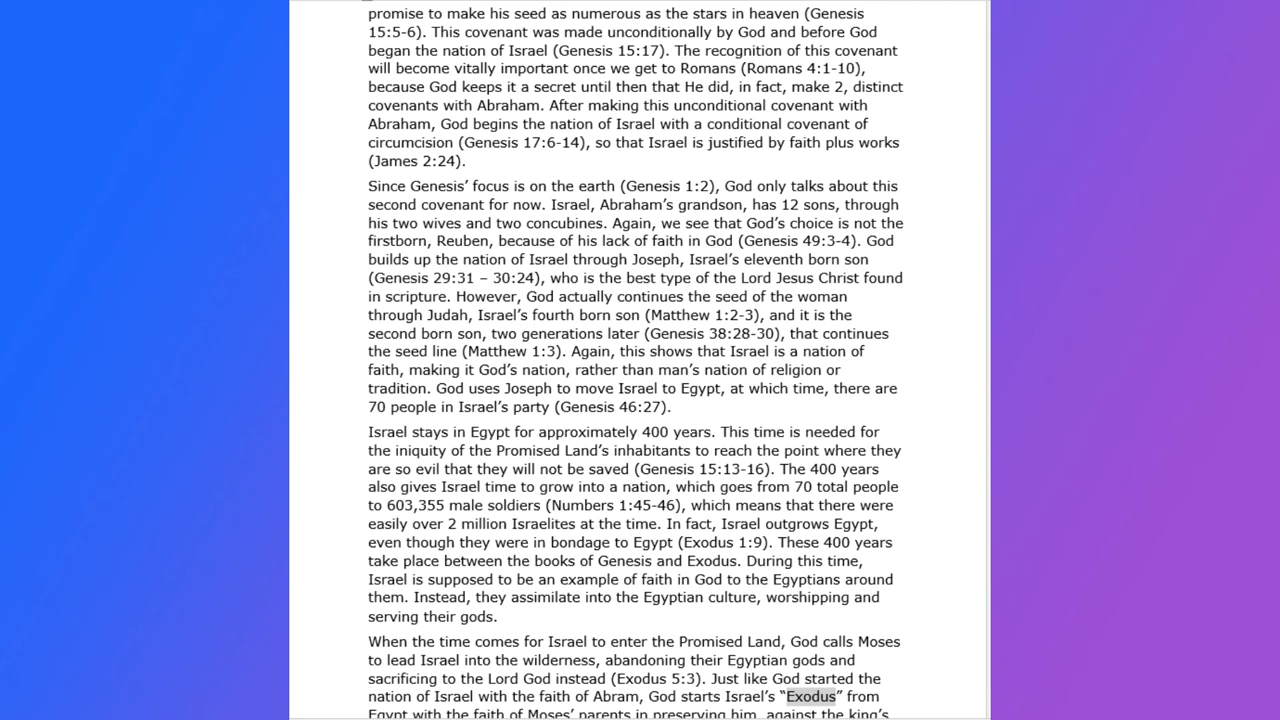 promise to make his seed as numerous as the stars in heaven (Genesis
15:5-6). This covenant was made unconditionally by God and before God
began the nation of Israel (Genesis 15:17). The recognition of this covenant
will become vitally important once we get to Romans (Romans 4:1-10),
because God keeps it a secret until then that He did, in fact, make 2, distinct
covenants with Abraham. After making this unconditional covenant with
Abraham, God begins the nation of Israel with a conditional covenant of
circumcision (Genesis 17:6-14), so that Israel is justified by faith plus works
(James 2:24).
Since Genesis’ focus is on the earth (Genesis 1:2), God only talks about this
second covenant for now. Israel, Abraham’s grandson, has 12 sons, through
his two wives and two concubines. Again, we see that God’s choice is not the
firstborn, Reuben, because of his lack of faith in God (Genesis 49:3-4). God
builds up the nation of Israel through Joseph, Israel’s eleventh born son
(Genesis 29:31 – 30:24), who is the best type of the Lord Jesus Christ found
in scripture. However, God actually continues the seed of the woman
through Judah, Israel’s fourth born son (Matthew 1:2-3), and it is the
second born son, two generations later (Genesis 38:28-30), that continues
the seed line (Matthew 1:3). Again, this shows that Israel is a nation of
faith, making it God’s nation, rather than man’s nation of religion or
tradition. God uses Joseph to move Israel to Egypt, at which time, there are
70 people in Israel’s party (Genesis 46:27).
Israel stays in Egypt for approximately 400 years. This time is needed for
the iniquity of the Promised Land’s inhabitants to reach the point where they
are so evil that they will not be saved (Genesis 15:13-16). The 400 years
also gives Israel time to grow into a nation, which goes from 70 total people
to 603,355 male soldiers (Numbers 1:45-46), which means that there were
easily over 2 million Israelites at the time. In fact, Israel outgrows Egypt,
even though they were in bondage to Egypt (Exodus 1:9). These 400 years
take place between the books of Genesis and Exodus. During this time,
Israel is supposed to be an example of faith in God to the Egyptians around
them. Instead, they assimilate into the Egyptian culture, worshipping and
serving their gods.
When the time comes for Israel to enter the Promised Land, God calls Moses
to lead Israel into the wilderness, abandoning their Egyptian gods and
sacrificing to the Lord God instead (Exodus 5:3). Just like God started the
nation of Israel with the faith of Abram, God starts Israel’s “Exodus” from
Egypt with the faith of Moses’ parents in preserving him, against the king’s